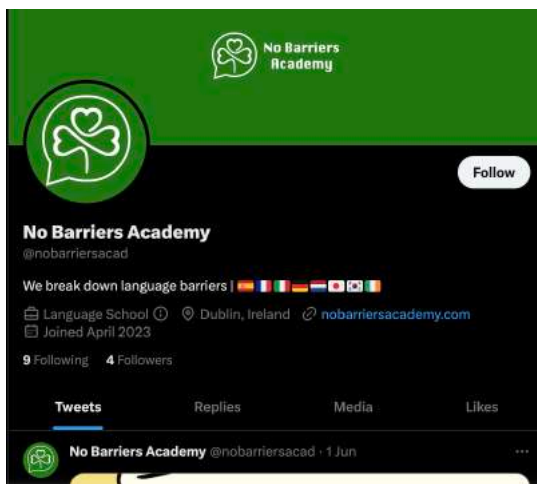 No Barriers
Academy
Follow
No Barriers Academy
@nobarriersacad
We break down language barriers | 🇪🇸 🇫🇷 🇮🇹 🇩🇪 🇳🇱 🇯🇵 🇰🇷 🇮🇪
Language School Dublin, Ireland nobarriersacademy.com
Joined April 2023
9 Following 4 Followers
Tweets Replies Media Likes
No Barriers Academy @nobarriersacad · 1 Jun